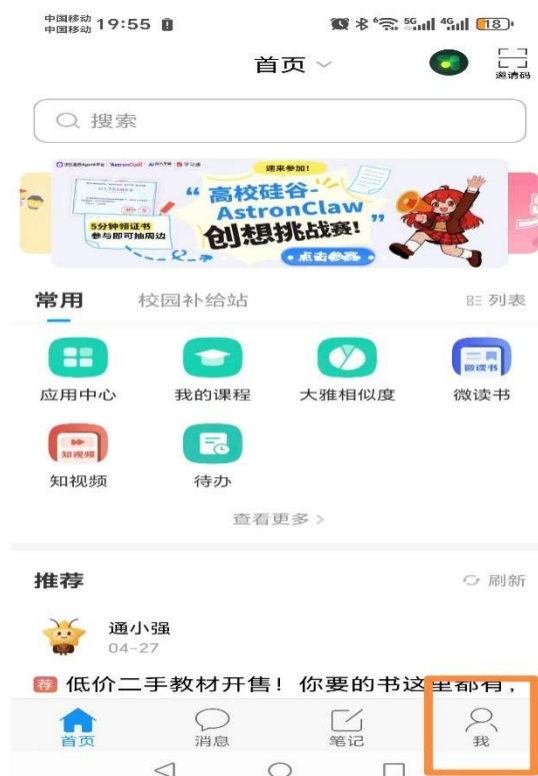 中国移动
中国移动 19:55
5G 4G 18
首页
邀请码
搜索
速来参加!
“高校硅谷-
AstronClaw”
创想挑战赛!
5分钟领证书
参与即可抽周边
点击参赛
常用 校园补给站 列表
应用中心 我的课程 大雅相似度 微读书
微读书
知视频
知视频 待办
查看更多 >
推荐 刷新
通小强
04-27
荐 低价二手教材开售！你要的书这里都有，
首页 消息 笔记 我